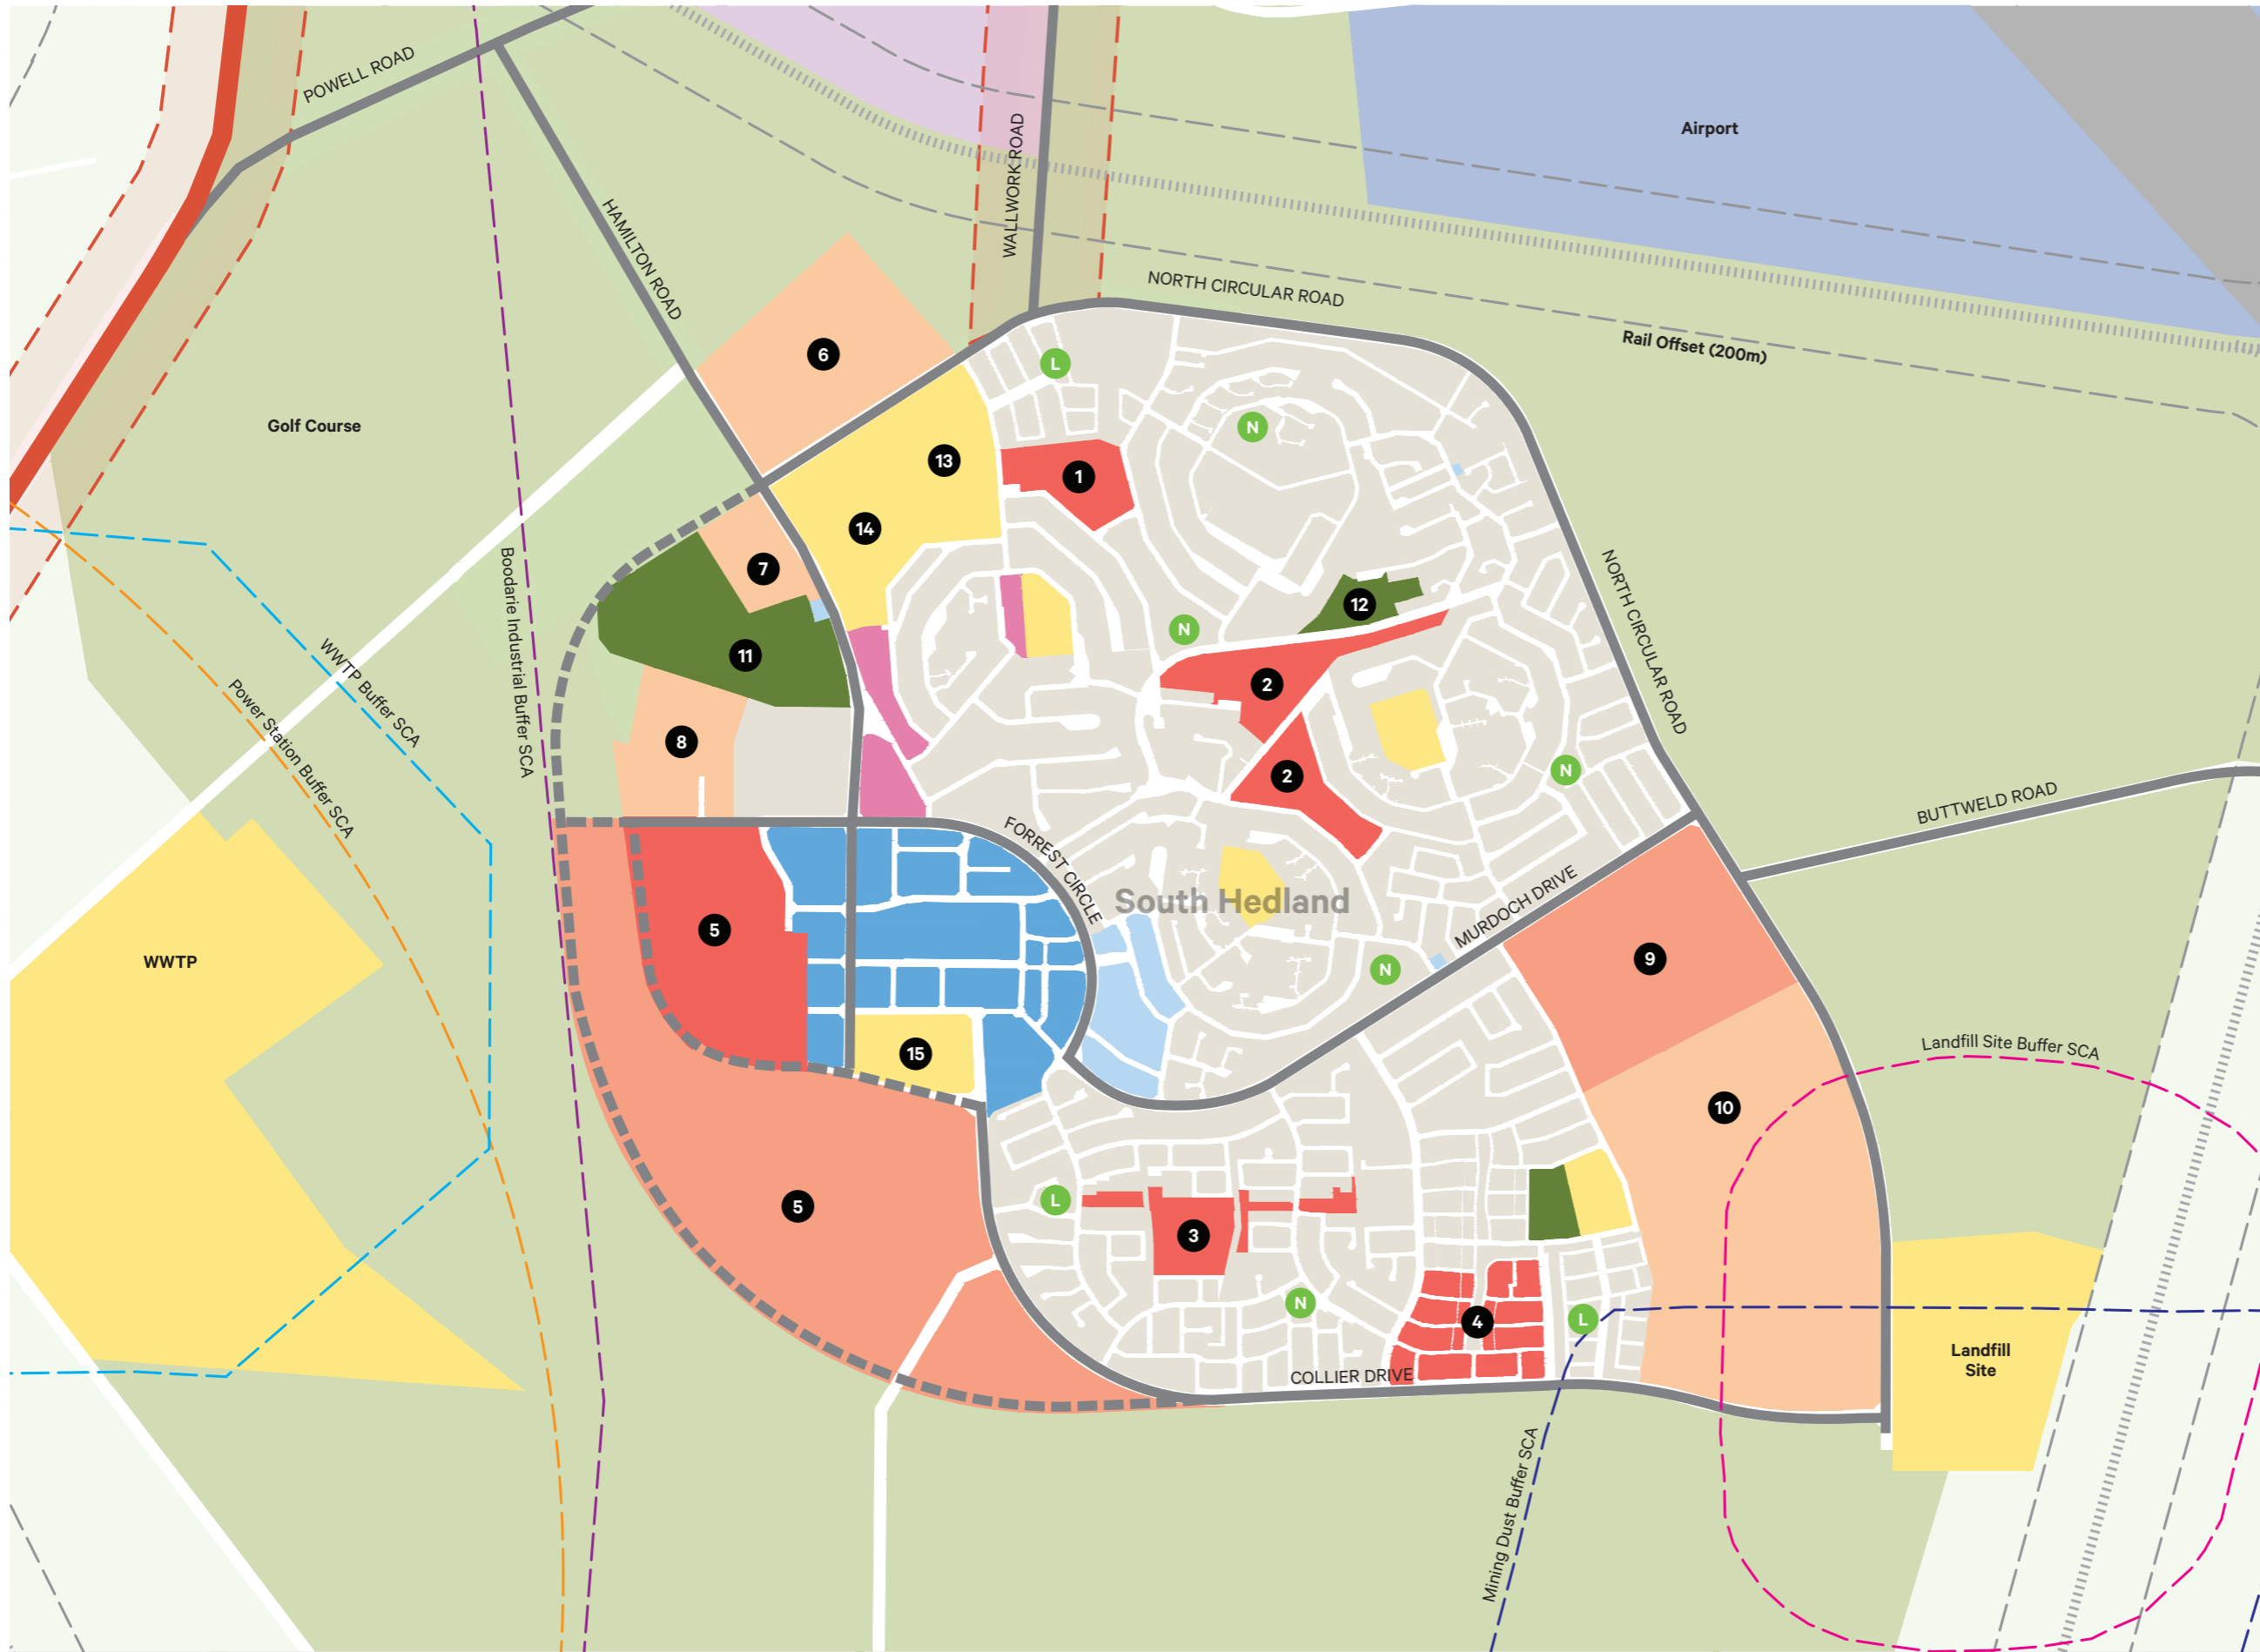 POWELL ROAD
Airport
WALLWORK ROAD
HAMILTON ROAD
NORTH CIRCULAR ROAD
Rail Offset (200m)
6
L
Golf Course
N
13
1
14
Boodarie Industrial Buffer SCA
7
NORTH CIRCULAR ROAD
12
N
11
WWTP Buffer SCA
2
Power Station Buffer SCA
8
2
N
BUTTWELD ROAD
FORREST CIRCLE
South Hedland
MURDOCH DRIVE
5
WWTP
9
N
15
Landfill Site Buffer SCA
10
L
5
3
N
4
L
Landfill
Site
COLLIER DRIVE
Mining Dust Buffer SCA